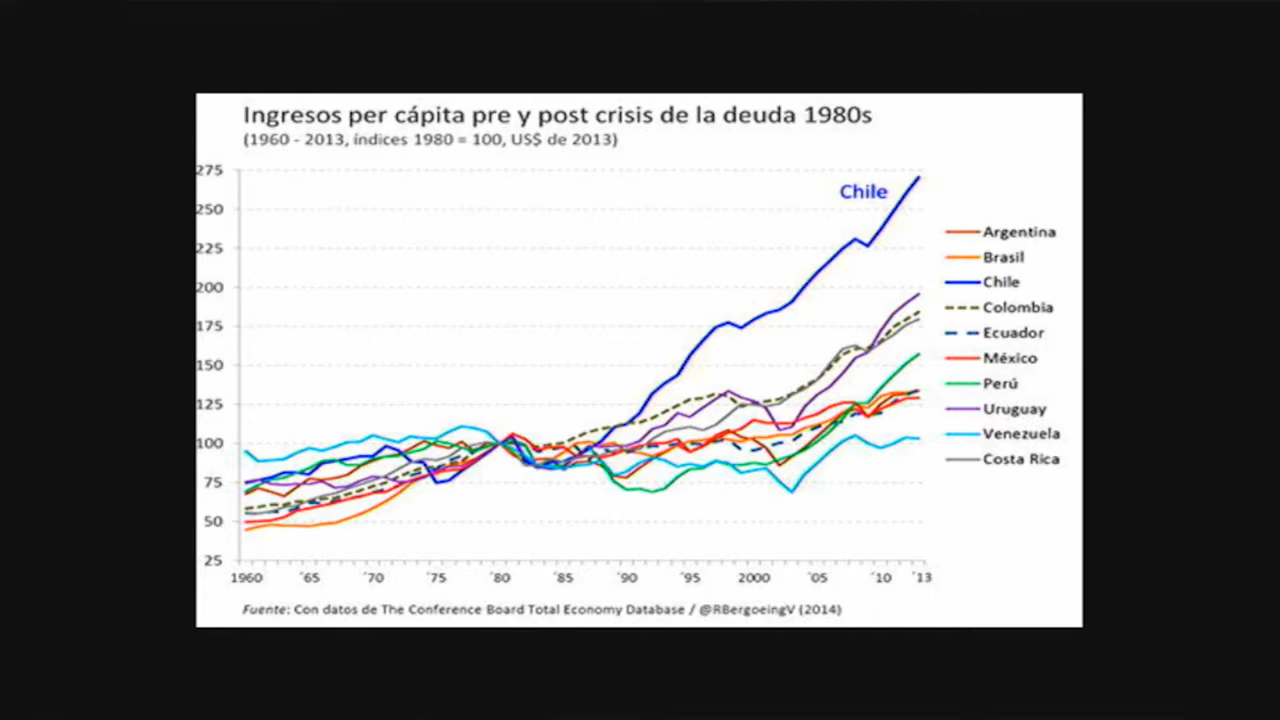 Ingresos per cápita pre y post crisis de la deuda 1980s
(1960 - 2013, índices 1980 = 100, US$ de 2013)
275
250
225
200
175
150
125
100
75
50
25
1960 ´65 ´70 ´75 ´80 ´85 ´90 ´95 2000 ´05 ´10 ´13
Chile
Argentina
Brasil
Chile
Colombia
Ecuador
México
Perú
Uruguay
Venezuela
Costa Rica
Fuente: Con datos de The Conference Board Total Economy Database / @RBergoeingV (2014)